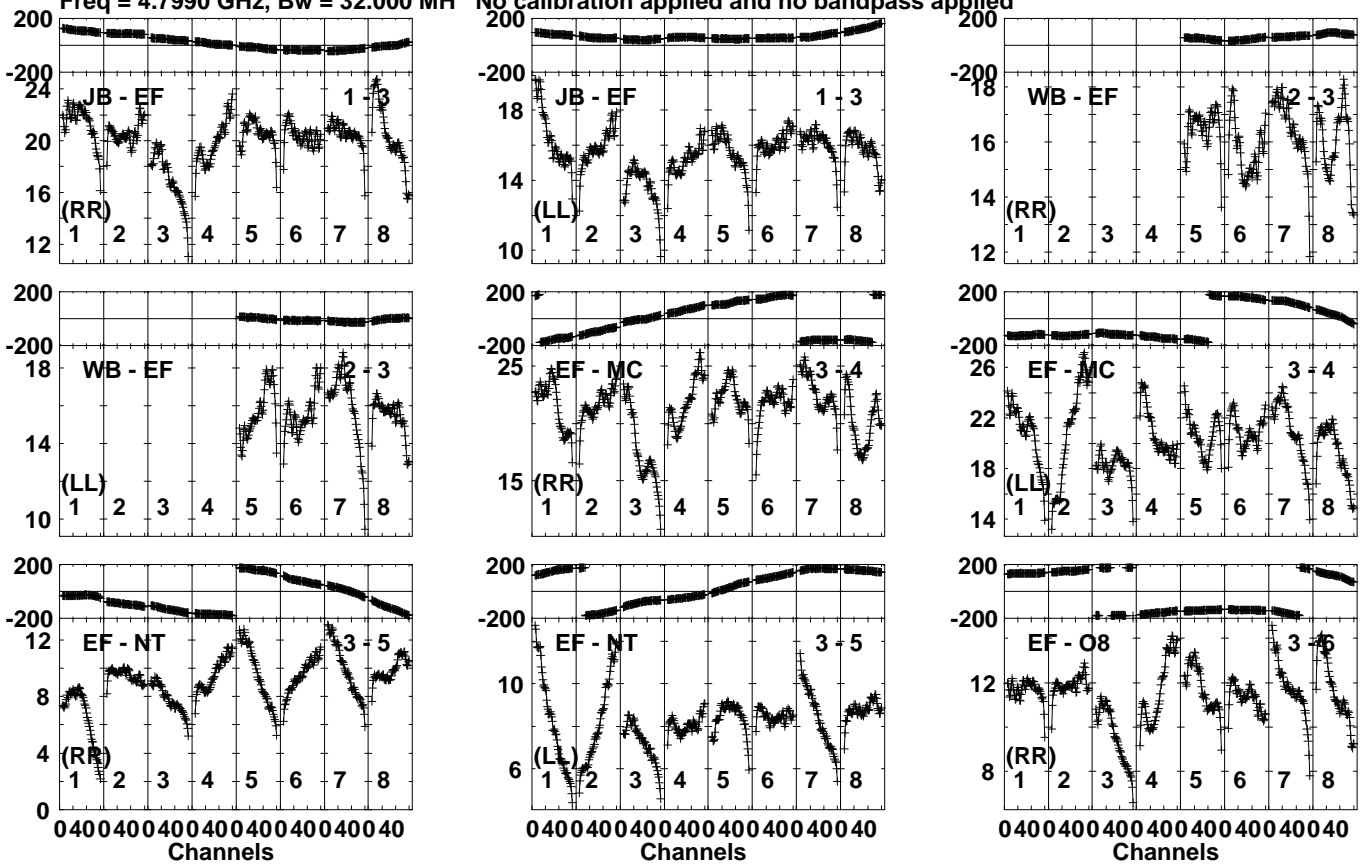 Freq = 4.7990 GHz, Bw = 32.000 MH No calibration applied and no bandpass applied
200
-200
24
20
16
12
JB - EF
1 - 3
(RR)
1 2 3 4 5 6 7 8
200
-200
18
14
10
JB - EF
1 - 3
(LL)
1 2 3 4 5 6 7 8
200
-200
18
16
14
12
WB - EF
2 - 3
(RR)
1 2 3 4 5 6 7 8
200
-200
18
14
10
WB - EF
2 - 3
(LL)
1 2 3 4 5 6 7 8
200
-200
25
15
EF - MC
3 - 4
(RR)
1 2 3 4 5 6 7 8
200
-200
26
22
18
14
EF - MC
3 - 4
(LL)
1 2 3 4 5 6 7 8
200
-200
12
8
4
0
EF - NT
3 - 5
(RR)
1 2 3 4 5 6 7 8
0 40 0 40 0 40 0 40 0 40 0 40 0 40 0 40
Channels
200
-200
10
6
EF - NT
3 - 5
(LL)
1 2 3 4 5 6 7 8
0 40 0 40 0 40 0 40 0 40 0 40 0 40 0 40
Channels
200
-200
12
8
EF - O8
3 - 6
(RR)
1 2 3 4 5 6 7 8
0 40 0 40 0 40 0 40 0 40 0 40 0 40 0 40
Channels